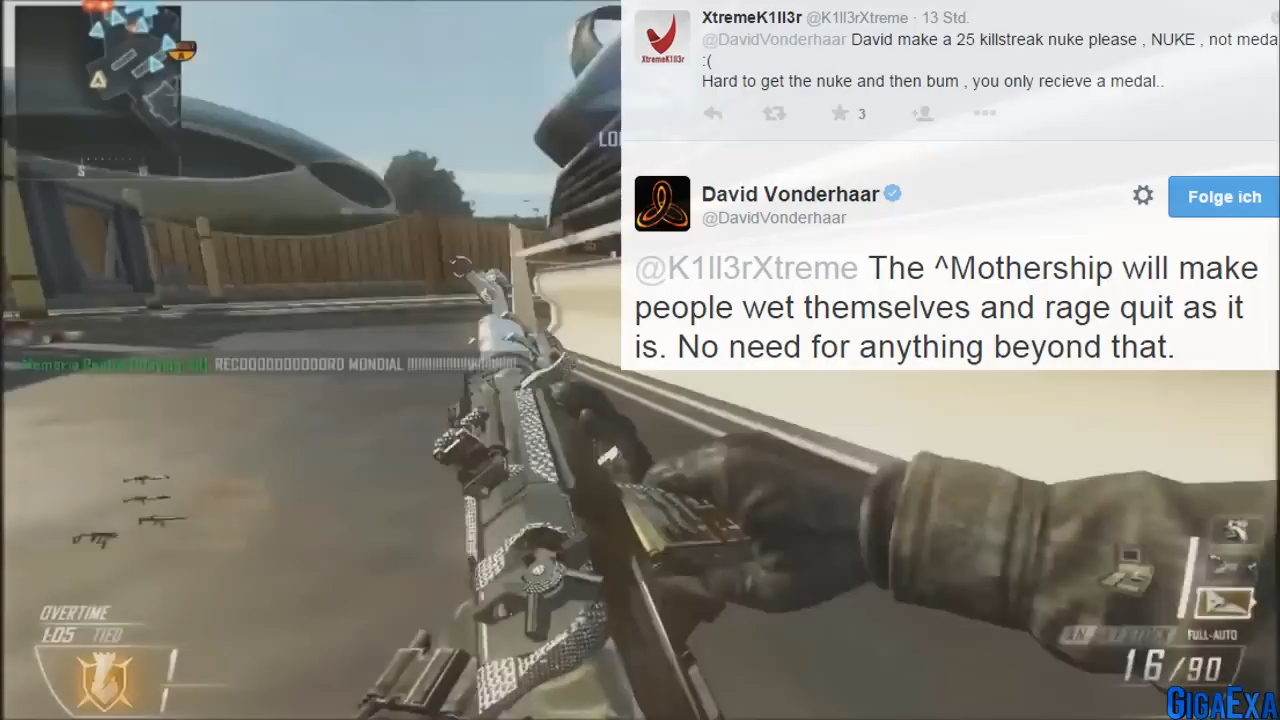 XtremeK1ll3r @K1ll3rXtreme · 13 Std.
@DavidVonderhaar David make a 25 killstreak nuke please , NUKE , not meda
:(
Hard to get the nuke and then bum , you only recieve a medal..
3
XtremeK1ll3r
David Vonderhaar
@DavidVonderhaar
Folge ich
@K1ll3rXtreme The ^Mothership will make
people wet themselves and rage quit as it
is. No need for anything beyond that.
RECOOOOOOOOOORD MONDIAL
OVERTIME
1:05 TIED
FULL-AUTO
16/90
GIGAEXA